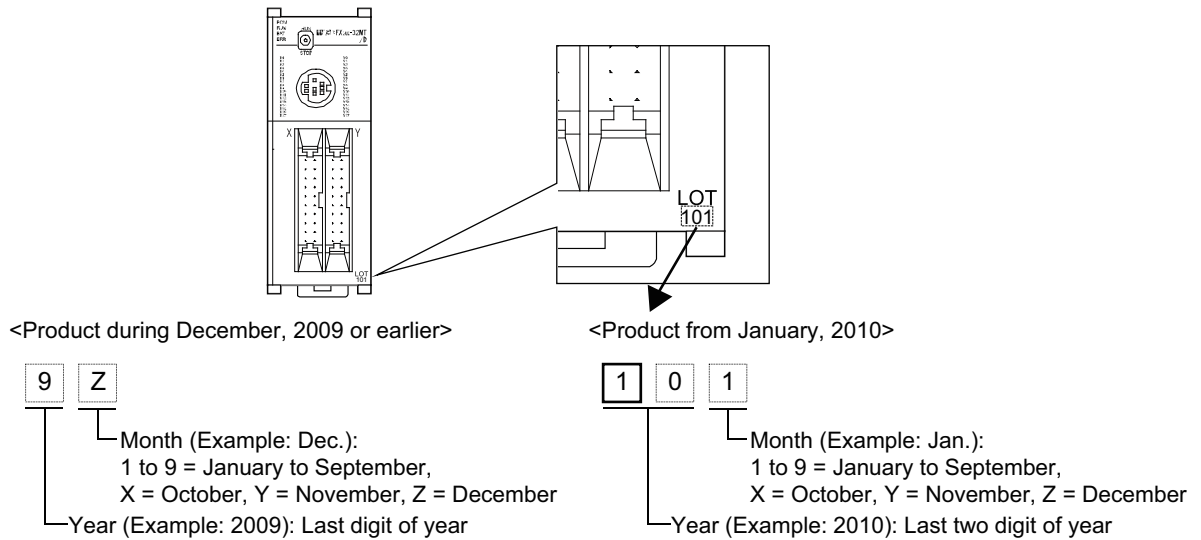 RUN
STOP
X Y
LOT
101
LOT
101
<Product during December, 2009 or earlier>
9 Z
Month (Example: Dec.):
1 to 9 = January to September,
X = October, Y = November, Z = December
Year (Example: 2009): Last digit of year
<Product from January, 2010>
1 0 1
Month (Example: Jan.):
1 to 9 = January to September,
X = October, Y = November, Z = December
Year (Example: 2010): Last two digit of year